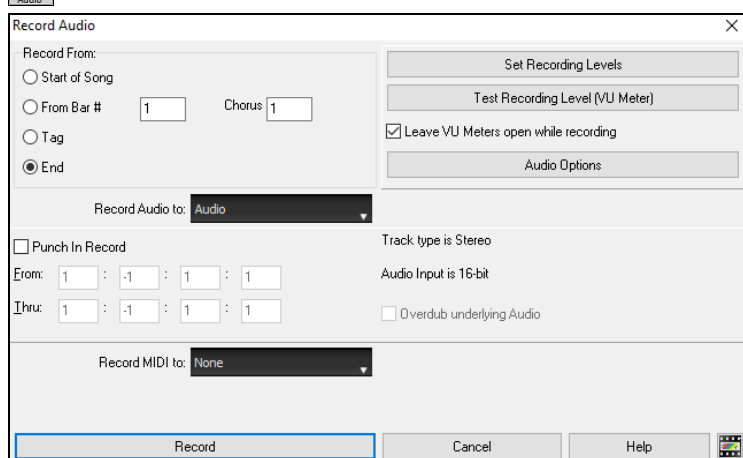 Audio
Record Audio
Record From:
Start of Song
From Bar # 1 Chorus 1
Tag
End
Set Recording Levels
Test Recording Level (VU Meter)
Leave VU Meters open while recording
Audio Options
Record Audio to: Audio
Punch In Record
From: 1 : -1 : 1 : 1
Thru: 1 : -1 : 1 : 1
Track type is Stereo
Audio Input is 16-bit
Overdub underlying Audio
Record MIDI to: None
Record Cancel Help